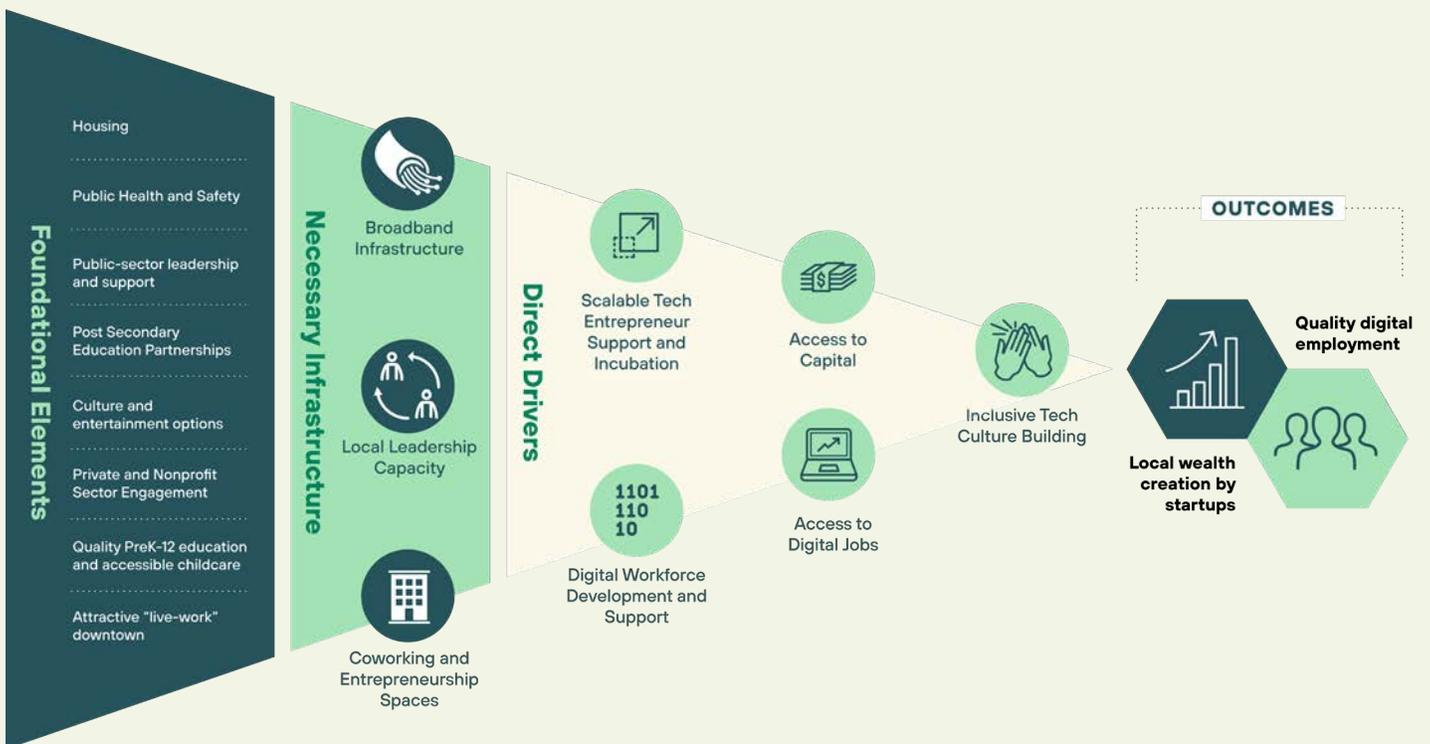 Foundational Elements
Housing
Public Health and Safety
Public-sector leadership
and support
Post Secondary
Education Partnerships
Culture and
entertainment options
Private and Nonprofit
Sector Engagement
Quality PreK-12 education
and accessible childcare
Attractive "live-work"
downtown
Necessary Infrastructure
Broadband
Infrastructure
Local Leadership
Capacity
Coworking and
Entrepreneurship
Spaces
Direct Drivers
Scalable Tech
Entrepreneur
Support and
Incubation
1101
110
10
Digital Workforce
Development and
Support
$
Access to
Capital
Access to
Digital Jobs
Inclusive Tech
Culture Building
OUTCOMES
Quality digital
employment
Local wealth
creation by
startups